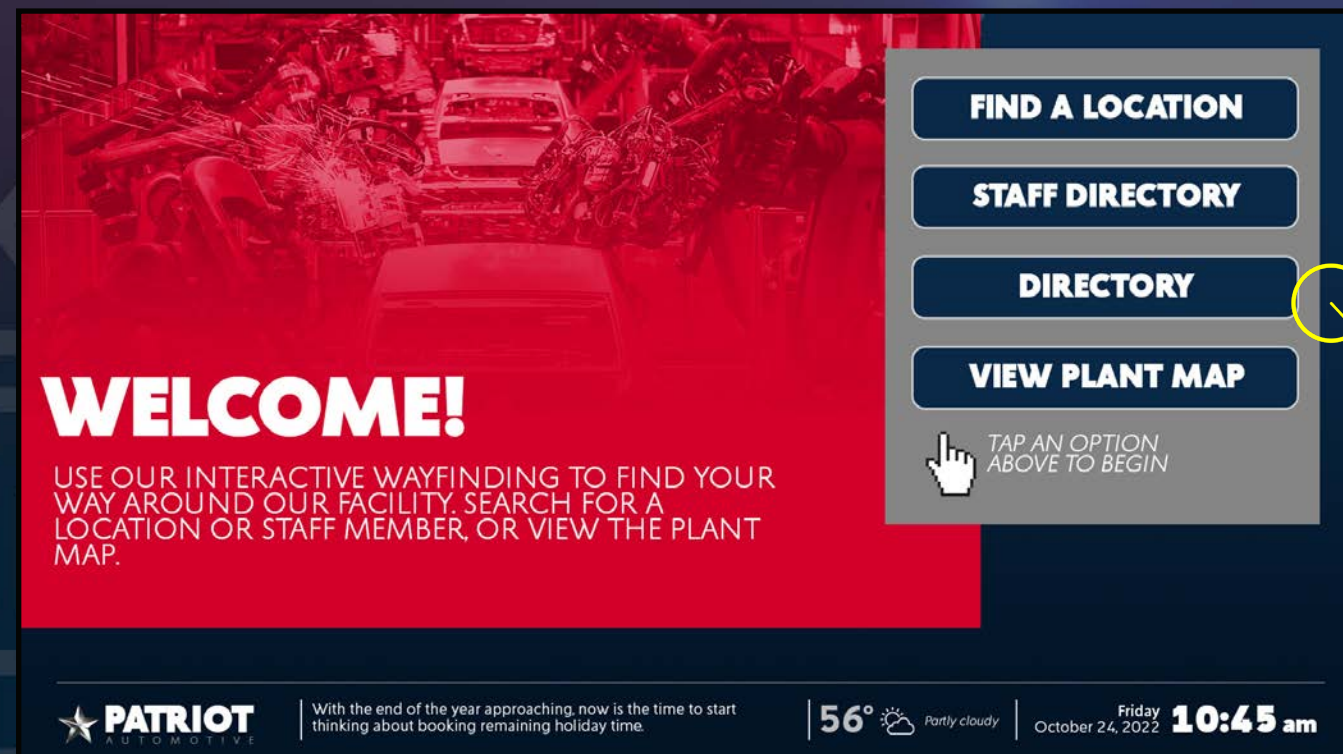 FIND A LOCATION
STAFF DIRECTORY
DIRECTORY
VIEW PLANT MAP
TAP AN OPTION
ABOVE TO BEGIN
WELCOME!
USE OUR INTERACTIVE WAYFINDING TO FIND YOUR
WAY AROUND OUR FACILITY. SEARCH FOR A
LOCATION OR STAFF MEMBER, OR VIEW THE PLANT
MAP.
PATRIOT
AUTOMOTIVE
With the end of the year approaching, now is the time to start
thinking about booking remaining holiday time.
56° Partly cloudy
Friday
October 24, 2022
10:45 am